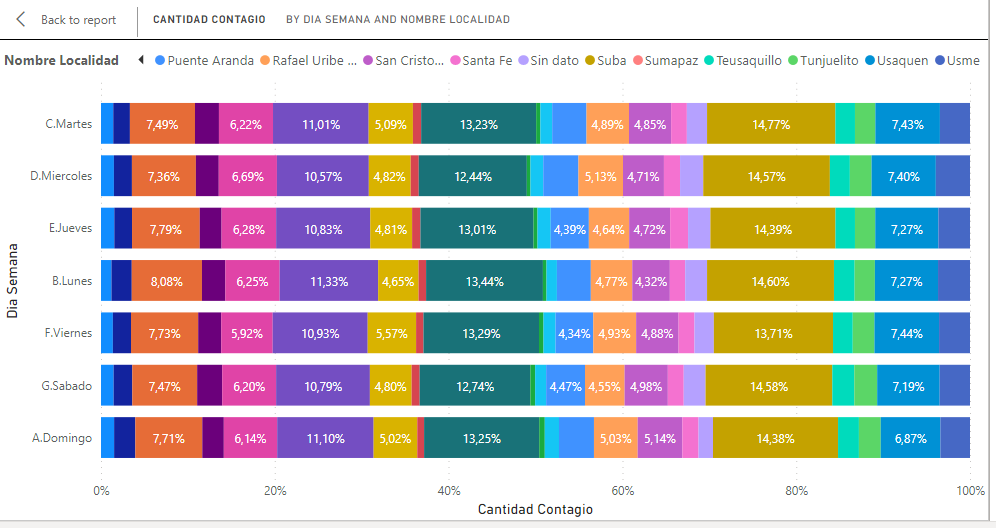 Back to report
CANTIDAD CONTAGIO BY DIA SEMANA AND NOMBRE LOCALIDAD
Nombre Localidad Puente Aranda Rafael Uribe ... San Cristo... Santa Fe Sin dato Suba Sumapaz Teusaquillo Tunjuelito Usaquen Usme
C.Martes 7,49% 6,22% 11,01% 5,09% 13,23% 4,89% 4,85% 14,77% 7,43%
D.Miercoles 7,36% 6,69% 10,57% 4,82% 12,44% 5,13% 4,71% 14,57% 7,40%
E.Jueves 7,79% 6,28% 10,83% 4,81% 13,01% 4,39% 4,64% 4,72% 14,39% 7,27%
B.Lunes 8,08% 6,25% 11,33% 4,65% 13,44% 4,77% 4,32% 14,60% 7,27%
F.Viernes 7,73% 5,92% 10,93% 5,57% 13,29% 4,34% 4,93% 4,88% 13,71% 7,44%
G.Sabado 7,47% 6,20% 10,79% 4,80% 12,74% 4,47% 4,55% 4,98% 14,58% 7,19%
A.Domingo 7,71% 6,14% 11,10% 5,02% 13,25% 5,03% 5,14% 14,38% 6,87%
Dia Semana
0% 20% 40% 60% 80% 100%
Cantidad Contagio